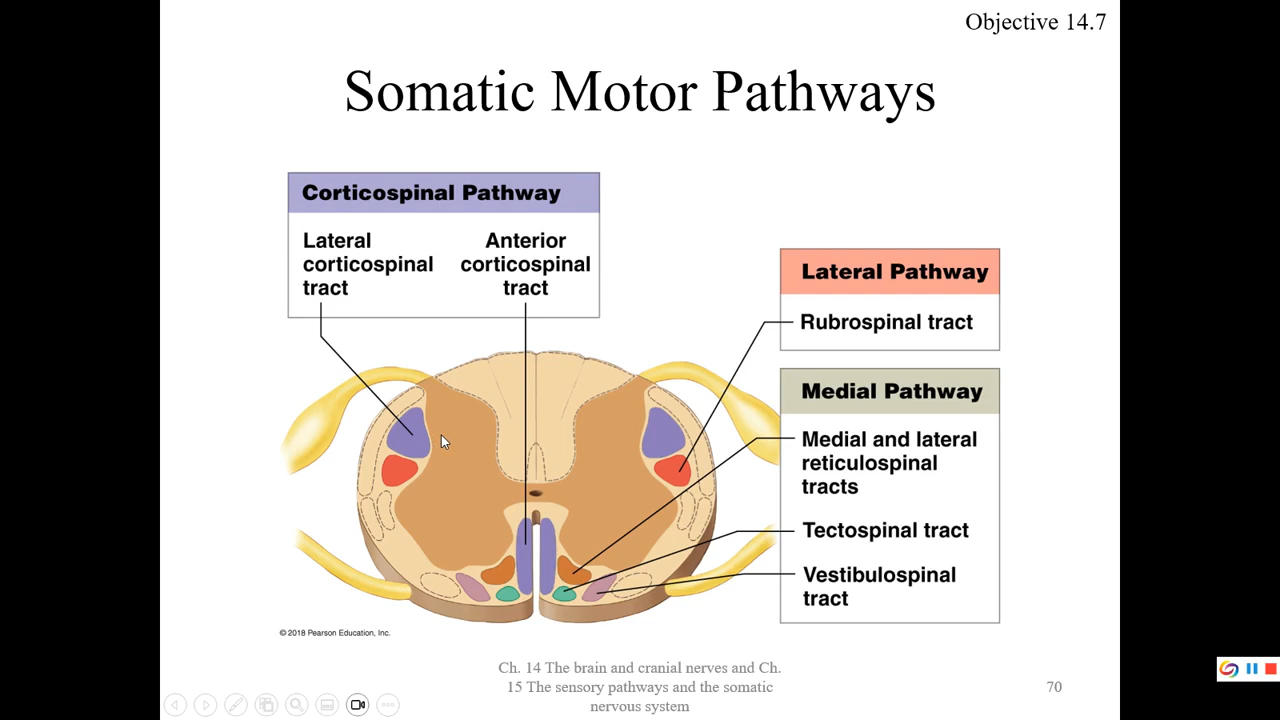 Objective 14.7
Somatic Motor Pathways
Corticospinal Pathway
Lateral
corticospinal
tract
Anterior
corticospinal
tract
Lateral Pathway
Rubrospinal tract
Medial Pathway
Medial and lateral
reticulospinal
tracts
Tectospinal tract
Vestibulospinal
tract
© 2018 Pearson Education, Inc.
Ch. 14 The brain and cranial nerves and Ch.
15 The sensory pathways and the somatic
nervous system
70